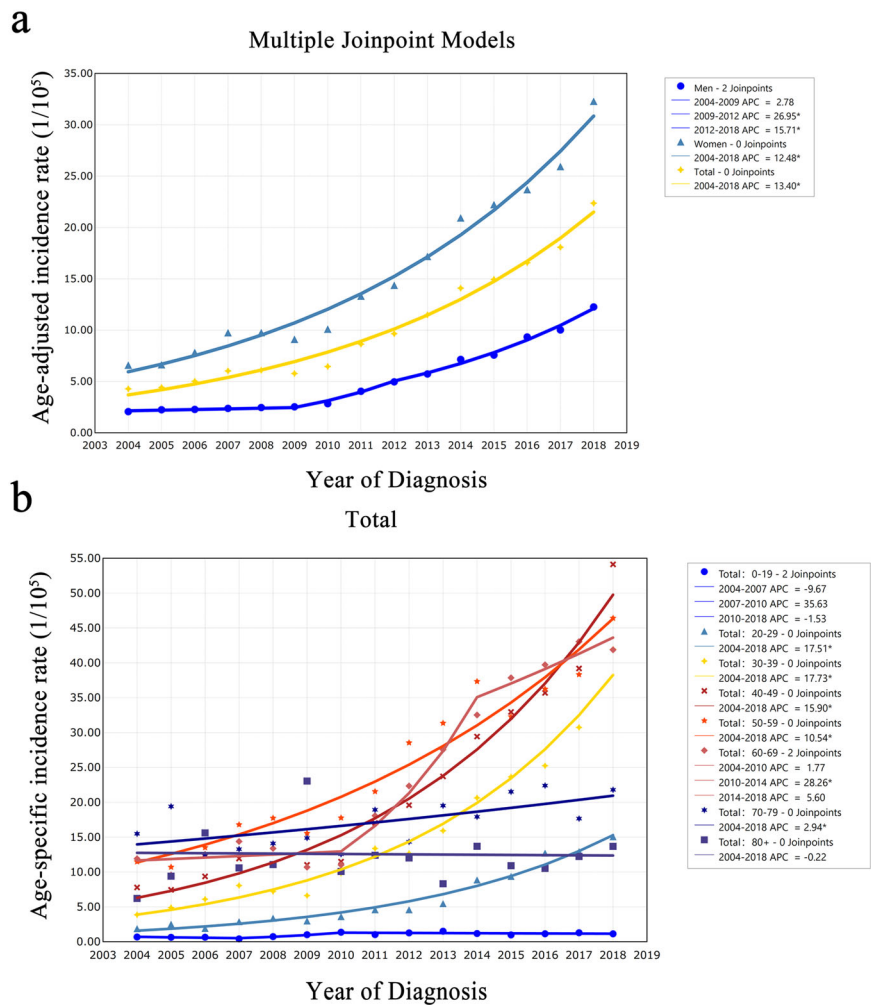 a
Multiple Joinpoint Models
Age-adjusted incidence rate (1/10⁵)
35.00
30.00
25.00
20.00
15.00
10.00
5.00
0.00
2003 2004 2005 2006 2007 2008 2009 2010 2011 2012 2013 2014 2015 2016 2017 2018 2019
Year of Diagnosis
Men - 2 Joinpoints
2004-2009 APC = 2.78
2009-2012 APC = 26.95*
2012-2018 APC = 15.71*
Women - 0 Joinpoints
2004-2018 APC = 12.48*
Total - 0 Joinpoints
2004-2018 APC = 13.40*
b
Total
Age-specific incidence rate (1/10⁵)
55.00
50.00
45.00
40.00
35.00
30.00
25.00
20.00
15.00
10.00
5.00
0.00
2003 2004 2005 2006 2007 2008 2009 2010 2011 2012 2013 2014 2015 2016 2017 2018 2019
Year of Diagnosis
Total: 0-19 - 2 Joinpoints
2004-2007 APC = -9.67
2007-2010 APC = 35.63
2010-2018 APC = -1.53
Total: 20-29 - 0 Joinpoints
2004-2018 APC = 17.51*
Total: 30-39 - 0 Joinpoints
2004-2018 APC = 17.73*
Total: 40-49 - 0 Joinpoints
2004-2018 APC = 15.90*
Total: 50-59 - 0 Joinpoints
2004-2018 APC = 10.54*
Total: 60-69 - 2 Joinpoints
2004-2010 APC = 1.77
2010-2014 APC = 28.26*
2014-2018 APC = 5.60
Total: 70-79 - 0 Joinpoints
2004-2018 APC = 2.94*
Total: 80+ - 0 Joinpoints
2004-2018 APC = -0.22